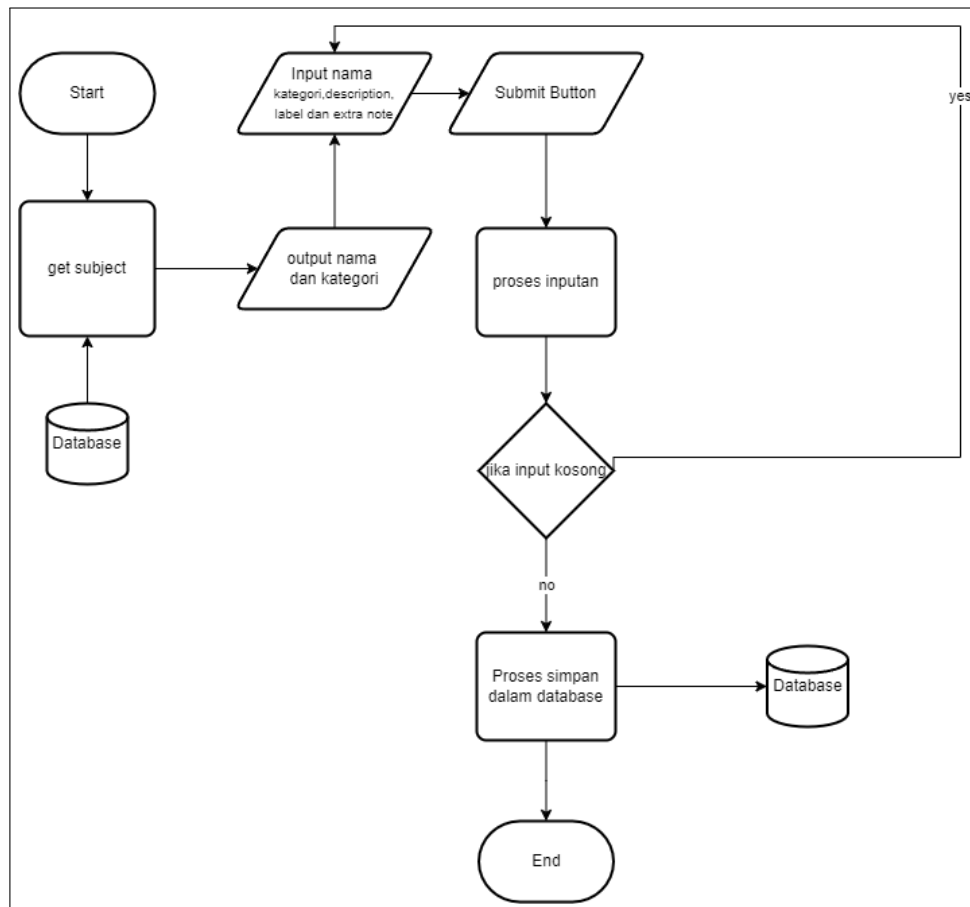 Start
get subject
Database
output nama
dan kategori
Input nama
kategori,description,
label dan extra note
Submit Button
proses inputan
jika input kosong
yes
no
Proses simpan
dalam database
Database
End